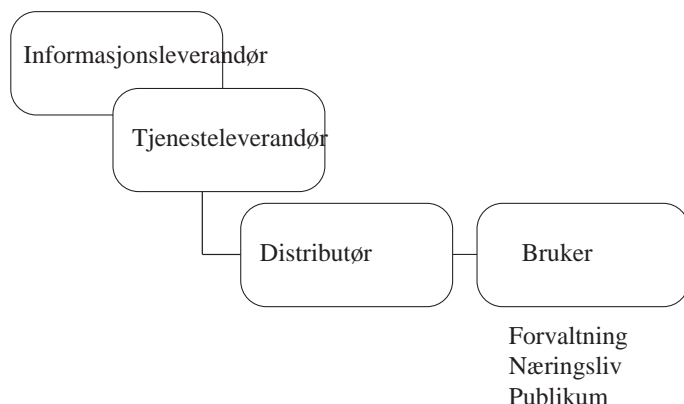 Informasjonsleverandør
Tjenesteleverandør
Distributør
Bruker
Forvaltning
Næringsliv
Publikum